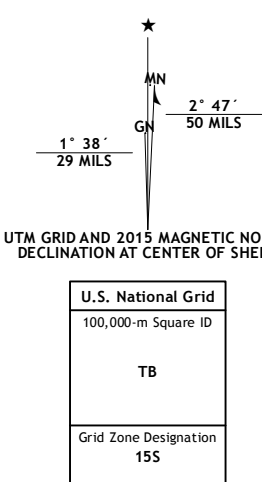 ★
MN
GN
2° 47´
50 MILS
1° 38´
29 MILS
UTM GRID AND 2015 MAGNETIC NO
DECLINATION AT CENTER OF SHE
U.S. National Grid
100,000-m Square ID
TB
Grid Zone Designation
15S